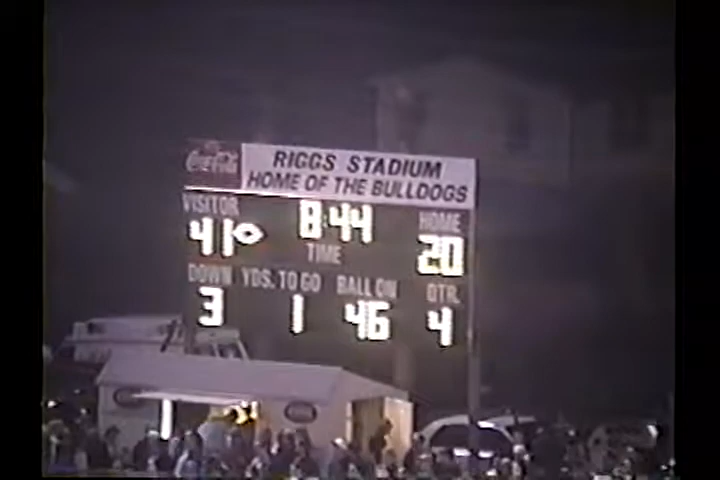 Coca-Cola
RIGGS STADIUM
HOME OF THE BULLDOGS
VISITOR 8:44 HOME
41 TIME 20
DOWN YDS. TO GO BALL ON QTR.
3 1 46 4